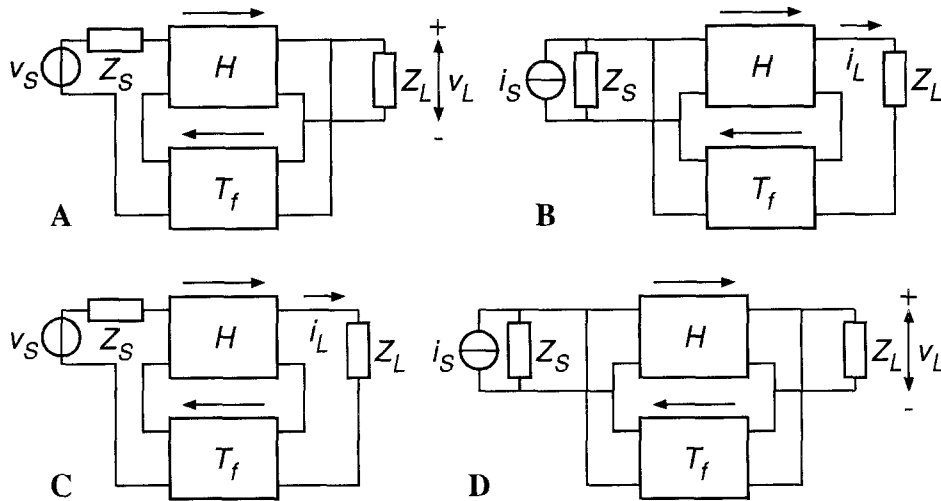 +
v_S Z_S H Z_L v_L
-
T_f
A
i_S Z_S H i_L Z_L
T_f
B
v_S Z_S H i_L Z_L
T_f
C
+
i_S Z_S H Z_L v_L
-
T_f
D